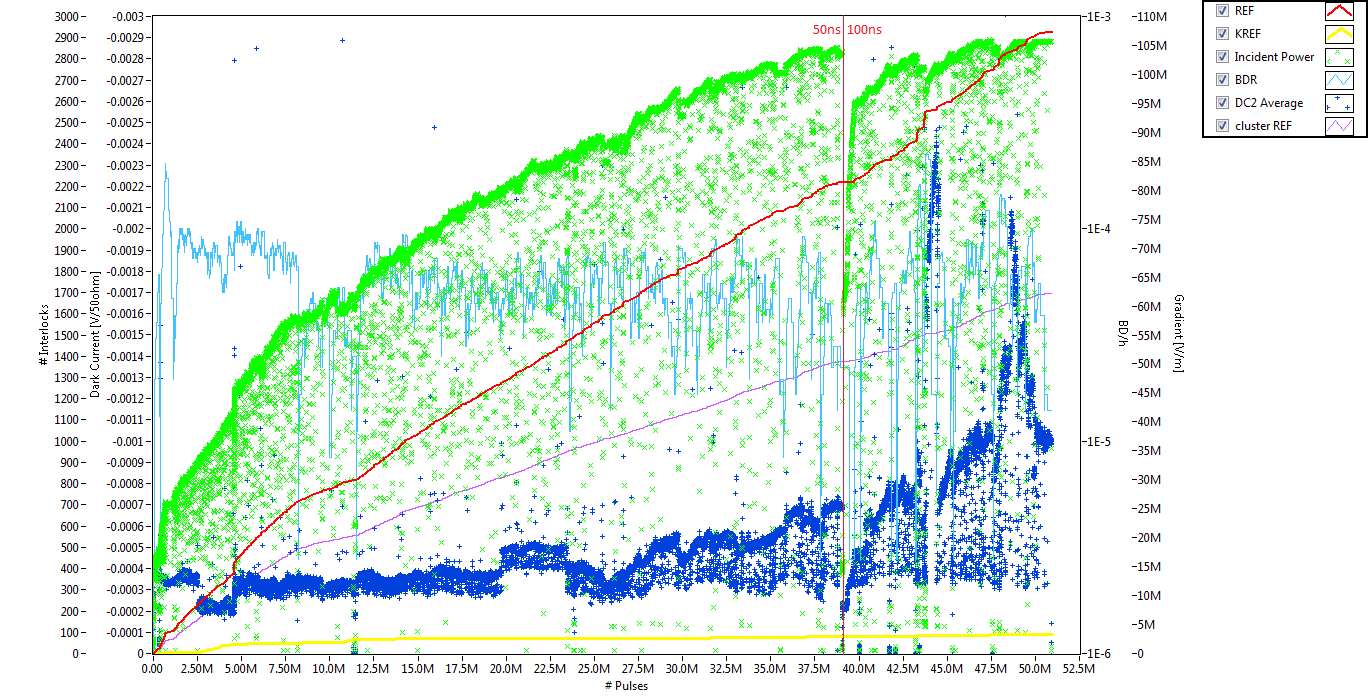 3000
2900
2800
2700
2600
2500
2400
2300
2200
2100
2000
1900
1800
1700
1600
1500
1400
1300
1200
1100
1000
900
800
700
600
500
400
300
200
100
0
# Interlocks
-0.003
-0.0029
-0.0028
-0.0027
-0.0026
-0.0025
-0.0024
-0.0023
-0.0022
-0.0021
-0.002
-0.0019
-0.0018
-0.0017
-0.0016
-0.0015
-0.0014
-0.0013
-0.0012
-0.0011
-0.001
-0.0009
-0.0008
-0.0007
-0.0006
-0.0005
-0.0004
-0.0003
-0.0002
-0.0001
0
Dark Current [V/50ohm]
50ns 100ns
1E-3
1E-4
1E-5
1E-6
BD/h
110M
105M
100M
95M
90M
85M
80M
75M
70M
65M
60M
55M
50M
45M
40M
35M
30M
25M
20M
15M
10M
5M
0
Gradient [V/m]
0.0 2.5M 5.0M 7.5M 10.0M 12.5M 15.0M 17.5M 20.0M 22.5M 25.0M 27.5M 30.0M 32.5M 35.0M 37.5M 40.0M 42.5M 45.0M 47.5M 50.0M 52.5M
# Pulses
REF
KREF
Incident Power
BDR
DC2 Average
cluster REF